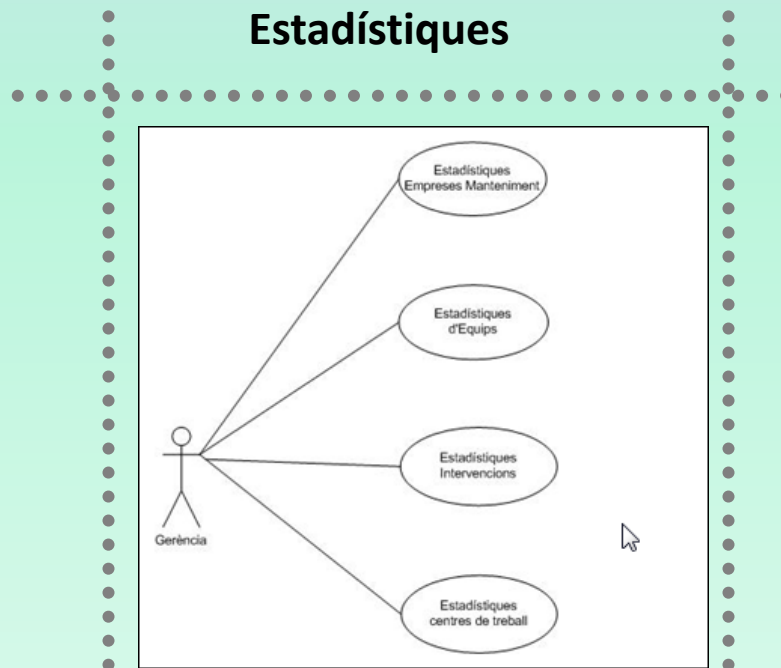 Estadístiques
Estadístiques
Empreses Manteniment
Estadístiques
d'Equips
Estadístiques
Intervencions
Gerència
Estadístiques
centres de treball